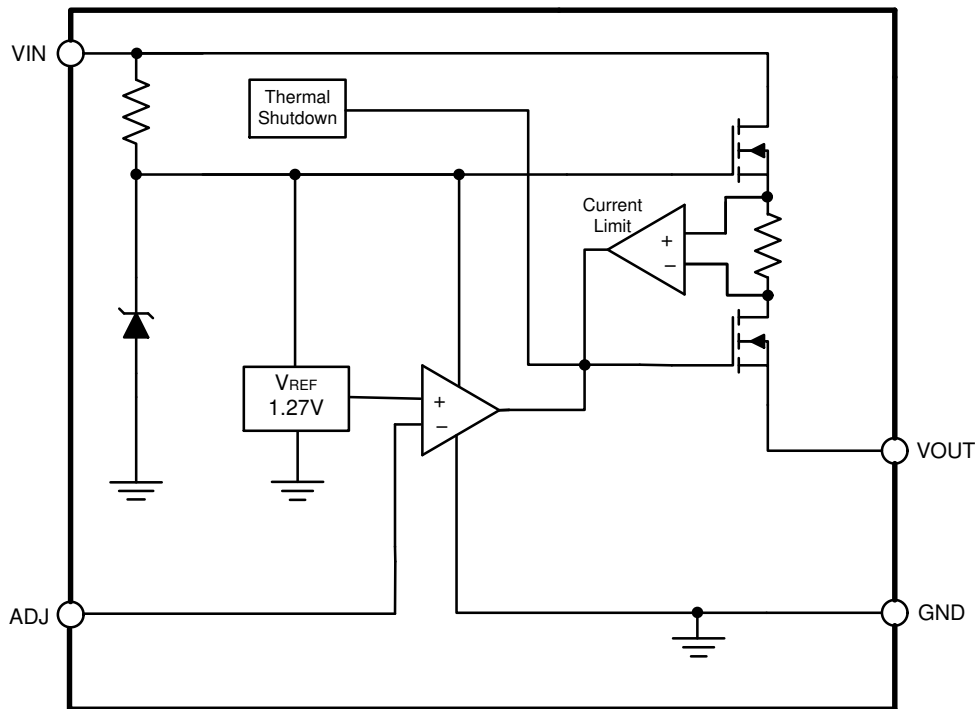 VIN
Thermal
Shutdown
Current
Limit
+
–
VREF
1.27V
+
–
VOUT
ADJ
GND